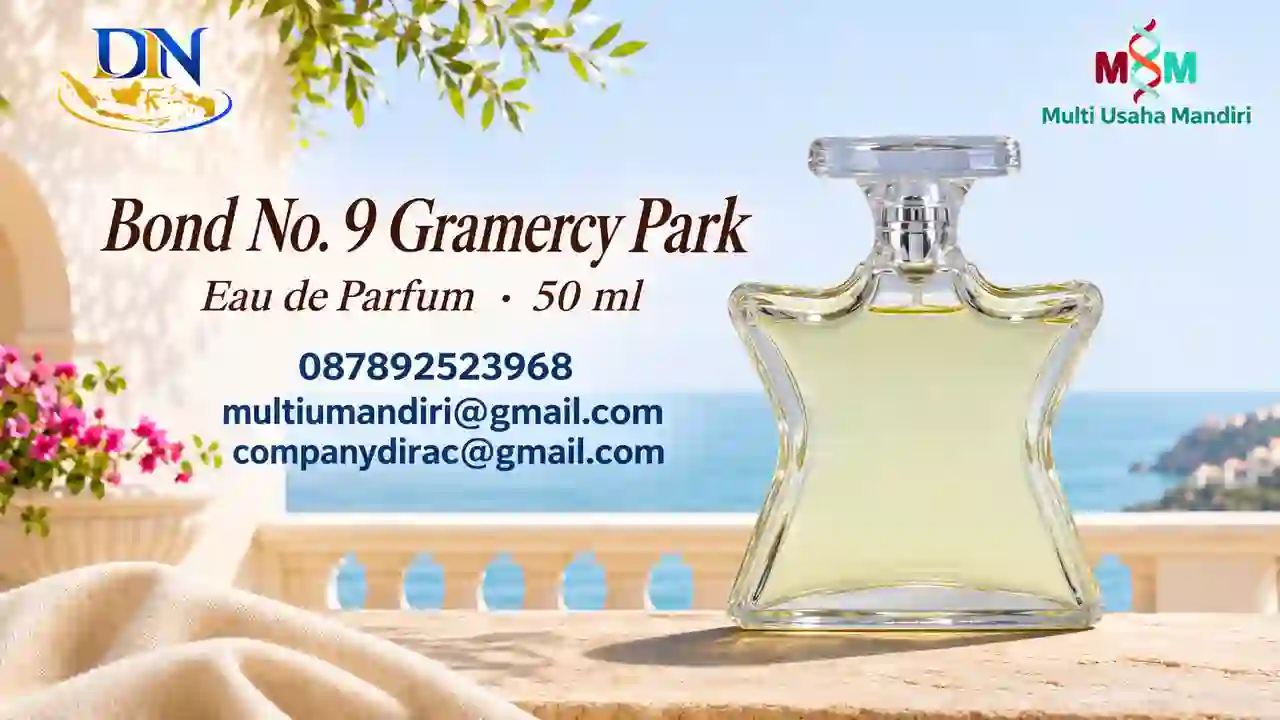 DN
MSM
Multi Usaha Mandiri
Bond No. 9 Gramercy Park
Eau de Parfum · 50 ml
087892523968
multiumandiri@gmail.com
companydirac@gmail.com